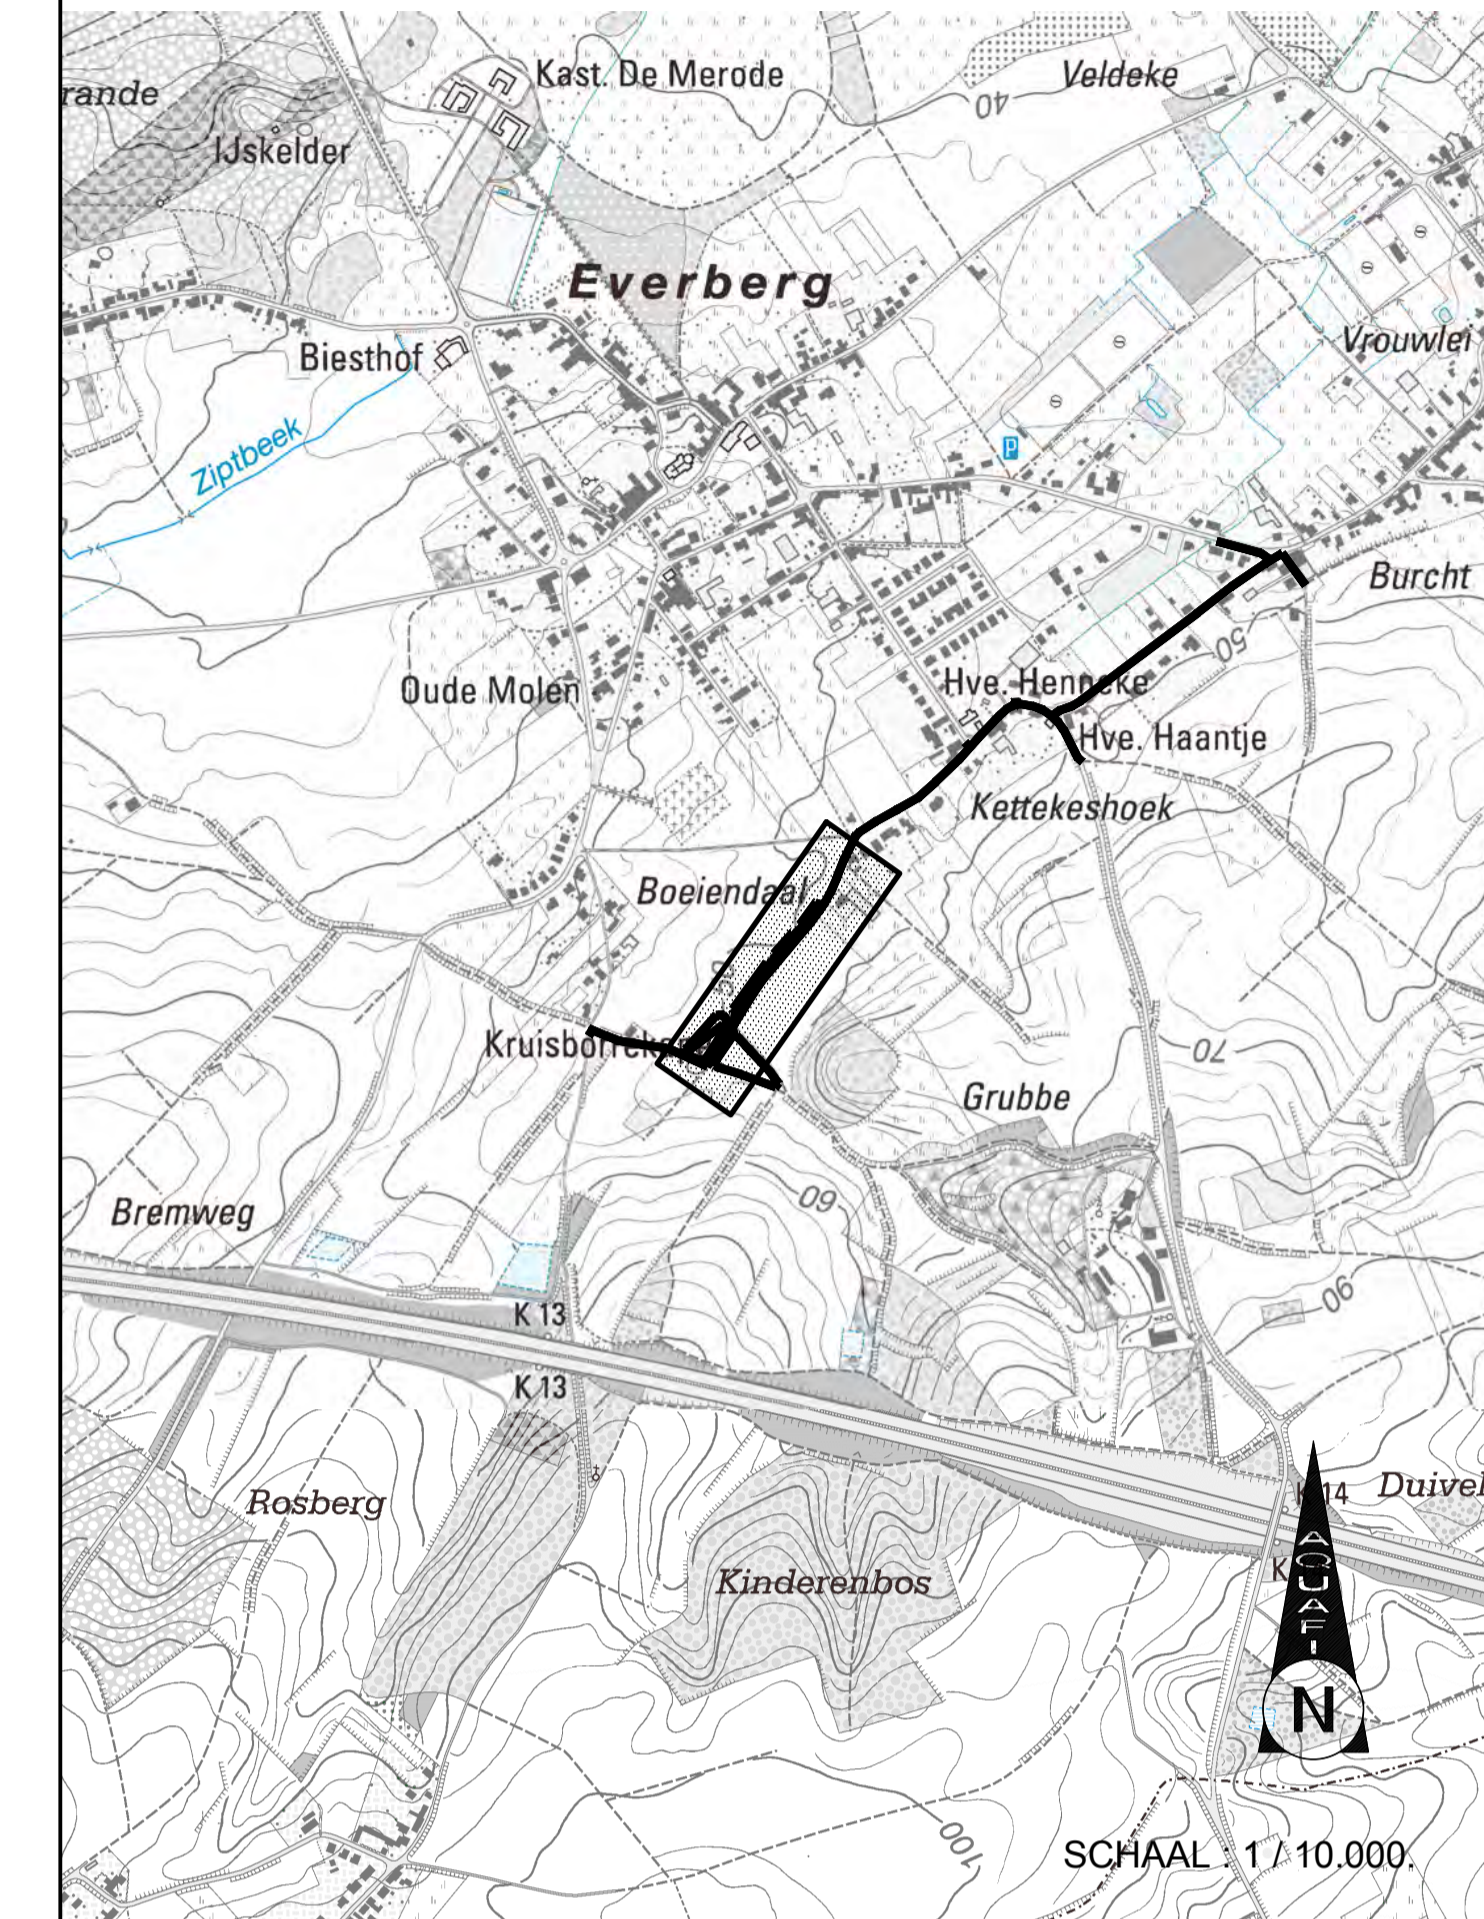 Kast. De Merode
Veldeke
rande
40
IJskelder
Everberg
Vrouwlei
Biesthof
Ziptbeek
P
Burcht
50
Oude Molen
Hve. Henneke
Hve. Haantje
Kettekeshoek
Boeiendaal
Kruisborreke
70
Grubbe
60
Bremweg
90
K 13
K 13
Rosberg
K 14
Duivel
Kinderenbos
K
AQUAFIN
N
100
SCHAAL : 1 / 10.000.